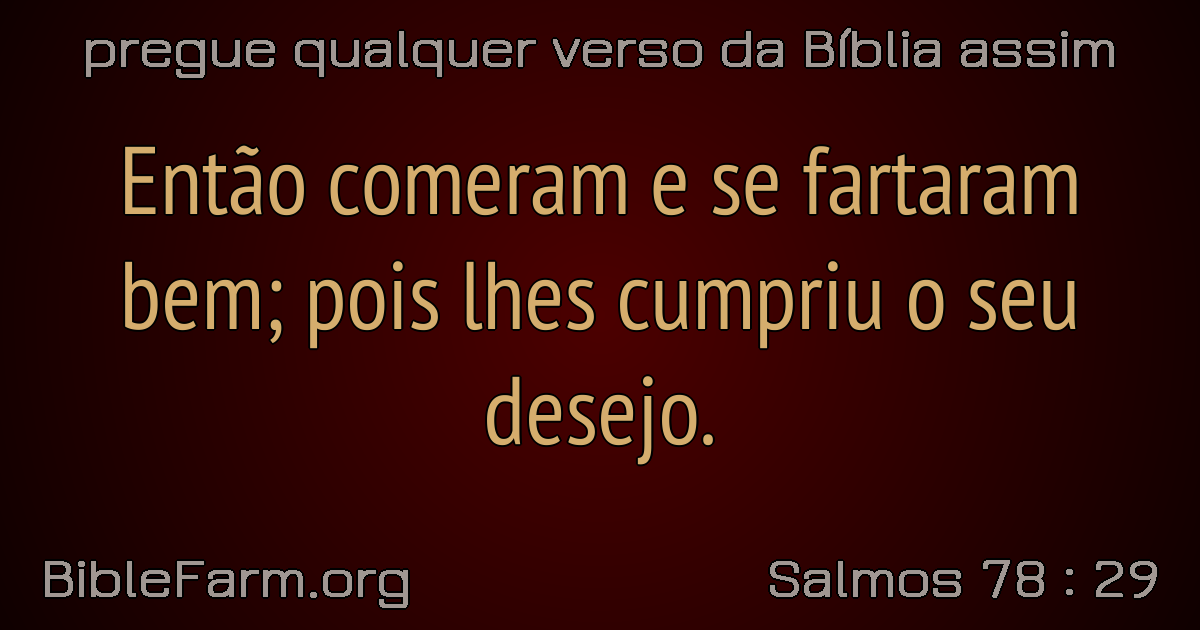 pregue qualquer verso da Bíblia assim
Então comeram e se fartaram
bem; pois lhes cumpriu o seu
desejo.
BibleFarm.org
Salmos 78 : 29